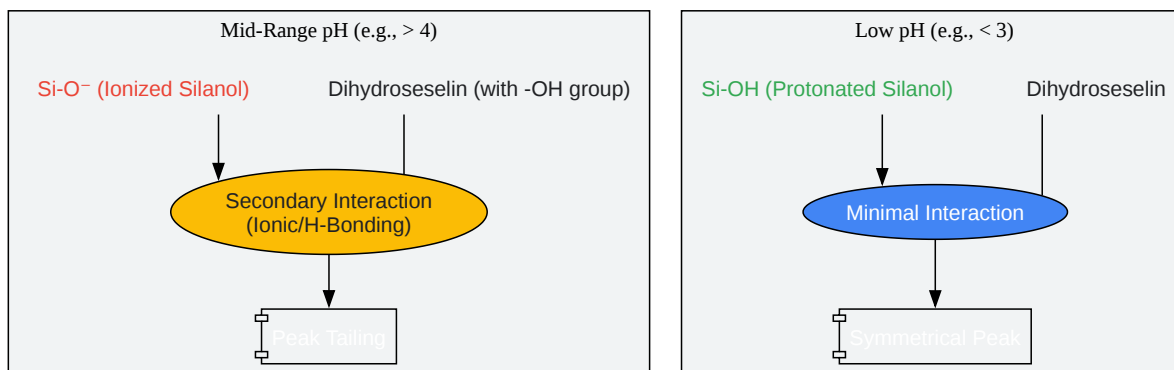 Mid-Range pH (e.g., > 4)
Si-O⁻ (Ionized Silanol)
Dihydroseselin (with -OH group)
Secondary Interaction
(Ionic/H-Bonding)
Peak Tailing
Low pH (e.g., < 3)
Si-OH (Protonated Silanol)
Dihydroseselin
Minimal Interaction
Symmetrical Peak